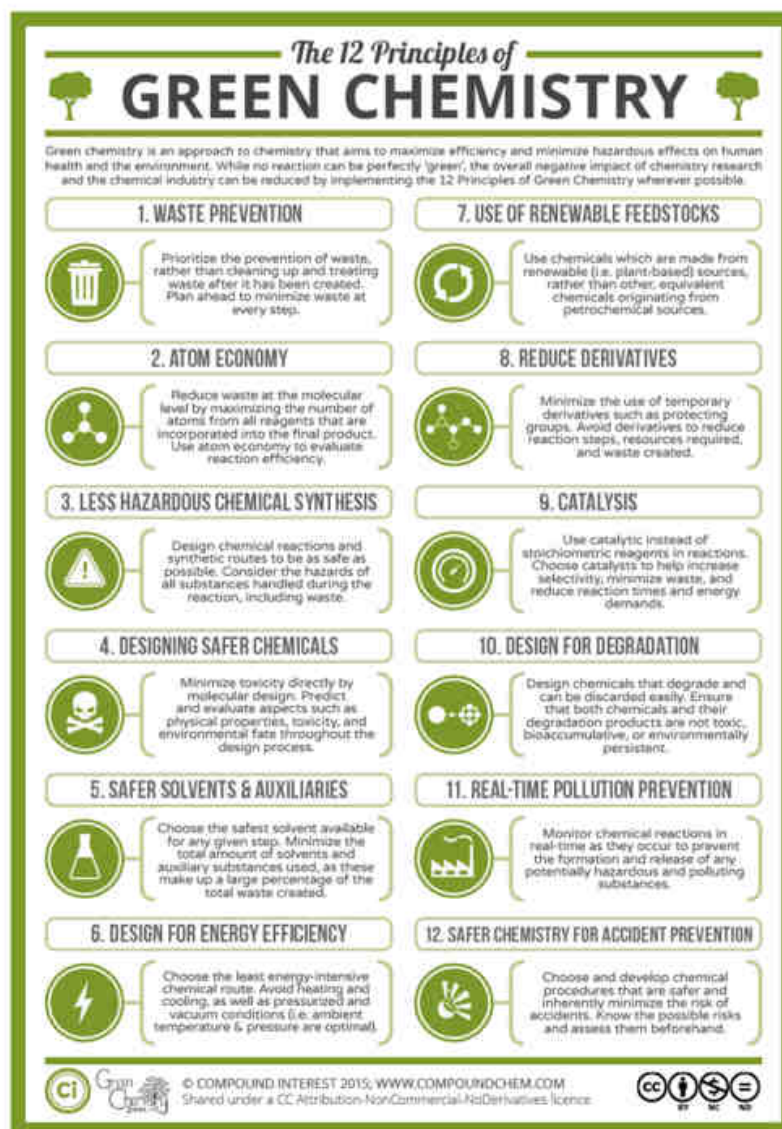 The 12 Principles of
GREEN CHEMISTRY
Green chemistry is an approach to chemistry that aims to maximize efficiency and minimize hazardous effects on human
health and the environment. While no reaction can be perfectly 'green', the overall negative impact of chemistry research
and the chemical industry can be reduced by implementing the 12 Principles of Green Chemistry wherever possible.
1. WASTE PREVENTION
Prioritize the prevention of waste,
rather than cleaning up and treating
waste after it has been created.
Plan ahead to minimize waste at
every step.
2. ATOM ECONOMY
Reduce waste at the molecular
level by maximizing the number of
atoms from all reagents that are
incorporated into the final product.
Use atom economy to evaluate
reaction efficiency.
3. LESS HAZARDOUS CHEMICAL SYNTHESIS
Design chemical reactions and
synthetic routes to be as safe as
possible. Consider the hazards of
all substances handled during the
reaction, including waste.
4. DESIGNING SAFER CHEMICALS
Minimize toxicity directly by
molecular design. Predict
and evaluate aspects such as
physical properties, toxicity, and
environmental fate throughout the
design process.
5. SAFER SOLVENTS & AUXILIARIES
Choose the safest solvent available
for any given step. Minimize the
total amount of solvents and
auxiliary substances used, as these
make up a large percentage of the
total waste created.
6. DESIGN FOR ENERGY EFFICIENCY
Choose the least energy-intensive
chemical route. Avoid heating and
cooling, as well as pressurized and
vacuum conditions (i.e. ambient
temperature & pressure are optimal).
7. USE OF RENEWABLE FEEDSTOCKS
Use chemicals which are made from
renewable (i.e. plant-based) sources,
rather than other, equivalent
chemicals originating from
petrochemical sources.
8. REDUCE DERIVATIVES
Minimize the use of temporary
derivatives such as protecting
groups. Avoid derivatives to reduce
reaction steps, resources required,
and waste created.
9. CATALYSIS
Use catalytic instead of
stoichiometric reagents in reactions.
Choose catalysts to help increase
selectivity, minimize waste, and
reduce reaction times and energy
demands.
10. DESIGN FOR DEGRADATION
Design chemicals that degrade and
can be discarded easily. Ensure
that both chemicals and their
degradation products are not toxic,
bioaccumulative, or environmentally
persistent.
11. REAL-TIME POLLUTION PREVENTION
Monitor chemical reactions in
real-time as they occur to prevent
the formation and release of any
potentially hazardous and polluting
substances.
12. SAFER CHEMISTRY FOR ACCIDENT PREVENTION
Choose and develop chemical
procedures that are safer and
inherently minimize the risk of
accidents. Know the possible risks
and assess them beforehand.
Ci
Green
Chemistry
© COMPOUND INTEREST 2015; WWW.COMPOUNDCHEM.COM
Shared under a CC Attribution-NonCommercial-NoDerivatives licence
cc
BY NC ND